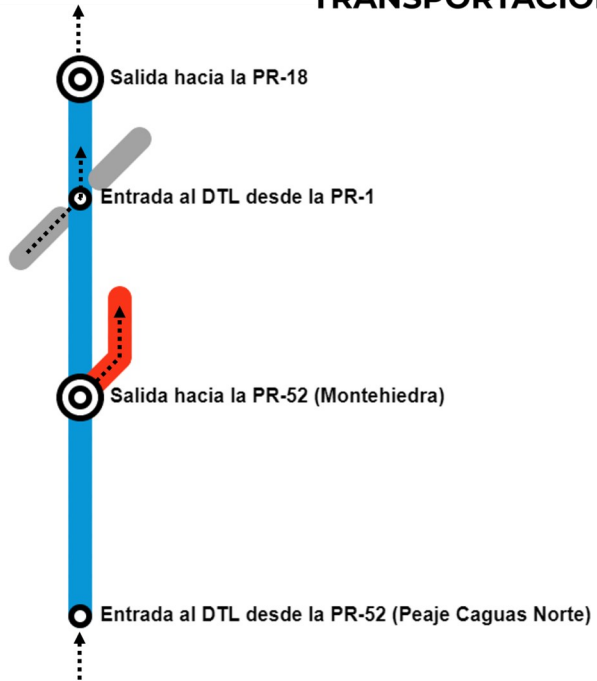 Salida hacia la PR-18
Entrada al DTL desde la PR-1
Salida hacia la PR-52 (Montehiedra)
Entrada al DTL desde la PR-52 (Peaje Caguas Norte)